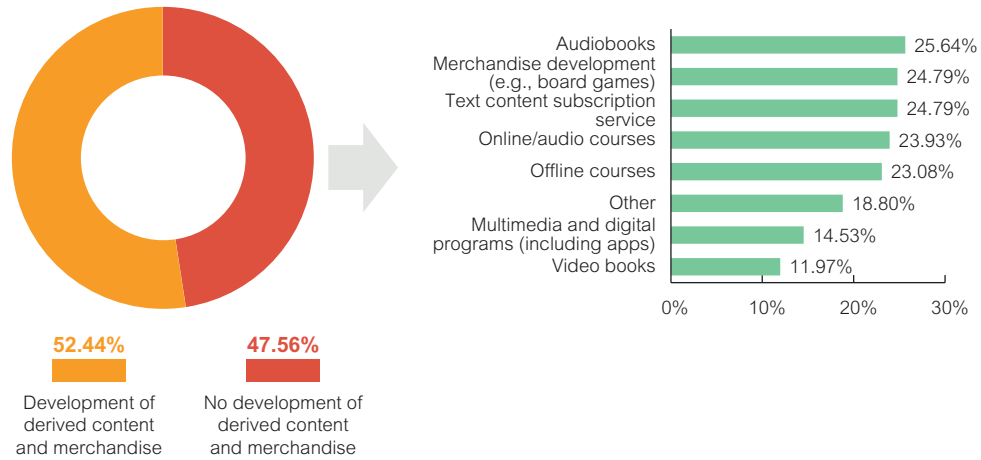 52.44%
Development of
derived content
and merchandise
47.56%
No development of
derived content
and merchandise
Audiobooks
25.64%
Merchandise development
(e.g., board games)
24.79%
Text content subscription
service
24.79%
Online/audio courses
23.93%
Offline courses
23.08%
Other
18.80%
Multimedia and digital
programs (including apps)
14.53%
Video books
11.97%
0%
10%
20%
30%